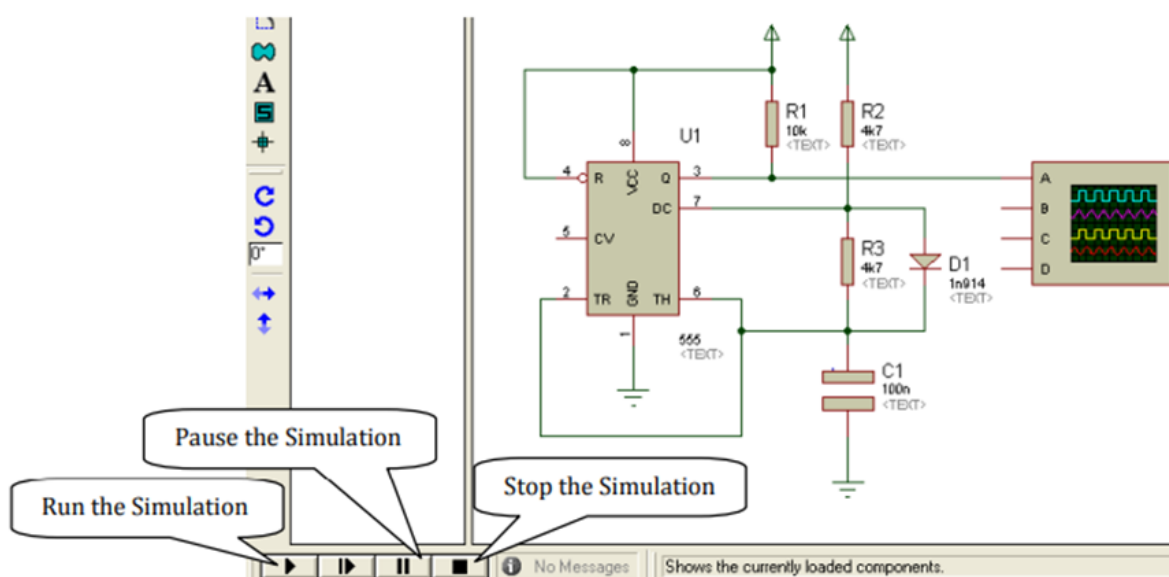 A
S
0°
U1
8
VCC
4
R
Q
3
DC
7
5
CV
2
TR
GND
TH
6
1
555
<TEXT>
R1
10k
<TEXT>
R2
4k7
<TEXT>
R3
4k7
<TEXT>
D1
1n914
<TEXT>
C1
100n
<TEXT>
A
B
C
D
Pause the Simulation
Run the Simulation
Stop the Simulation
No Messages
Shows the currently loaded components.